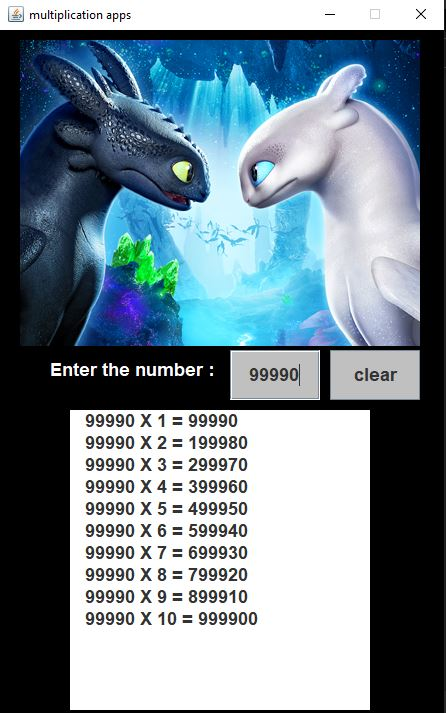 multiplication apps
Enter the number : 99990 clear
99990 X 1 = 99990
99990 X 2 = 199980
99990 X 3 = 299970
99990 X 4 = 399960
99990 X 5 = 499950
99990 X 6 = 599940
99990 X 7 = 699930
99990 X 8 = 799920
99990 X 9 = 899910
99990 X 10 = 999900